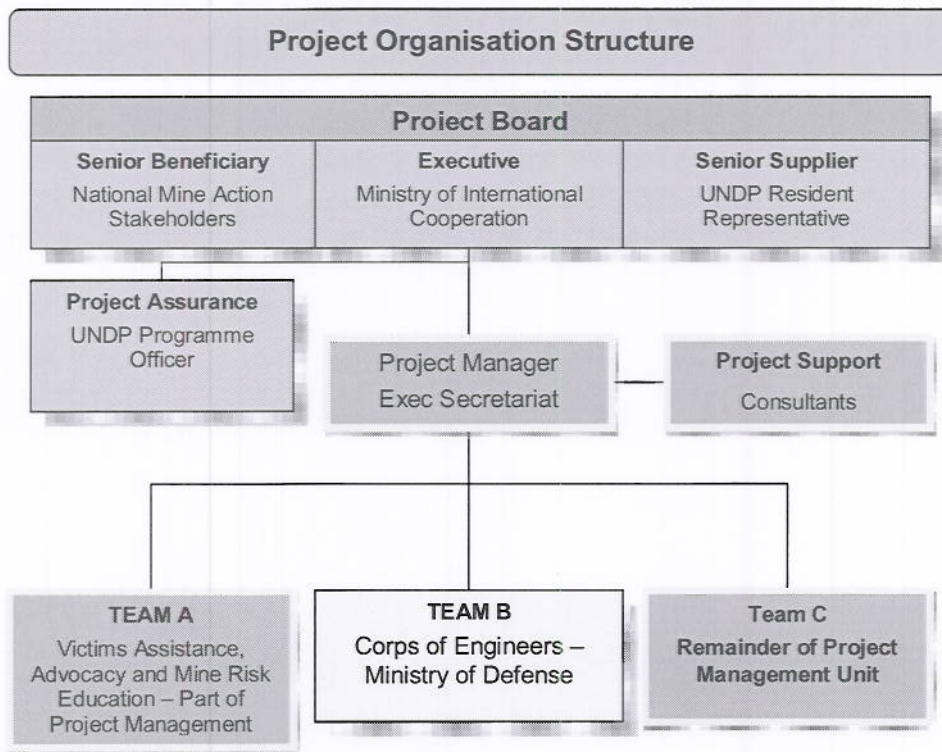 Project Organisation Structure
Project Board
Senior Beneficiary
National Mine Action
Stakeholders
Executive
Ministry of International
Cooperation
Senior Supplier
UNDP Resident
Representative
Project Assurance
UNDP Programme
Officer
Project Manager
Exec Secretariat
Project Support
Consultants
TEAM A
Victims Assistance,
Advocacy and Mine Risk
Education – Part of
Project Management
TEAM B
Corps of Engineers –
Ministry of Defense
Team C
Remainder of Project
Management Unit